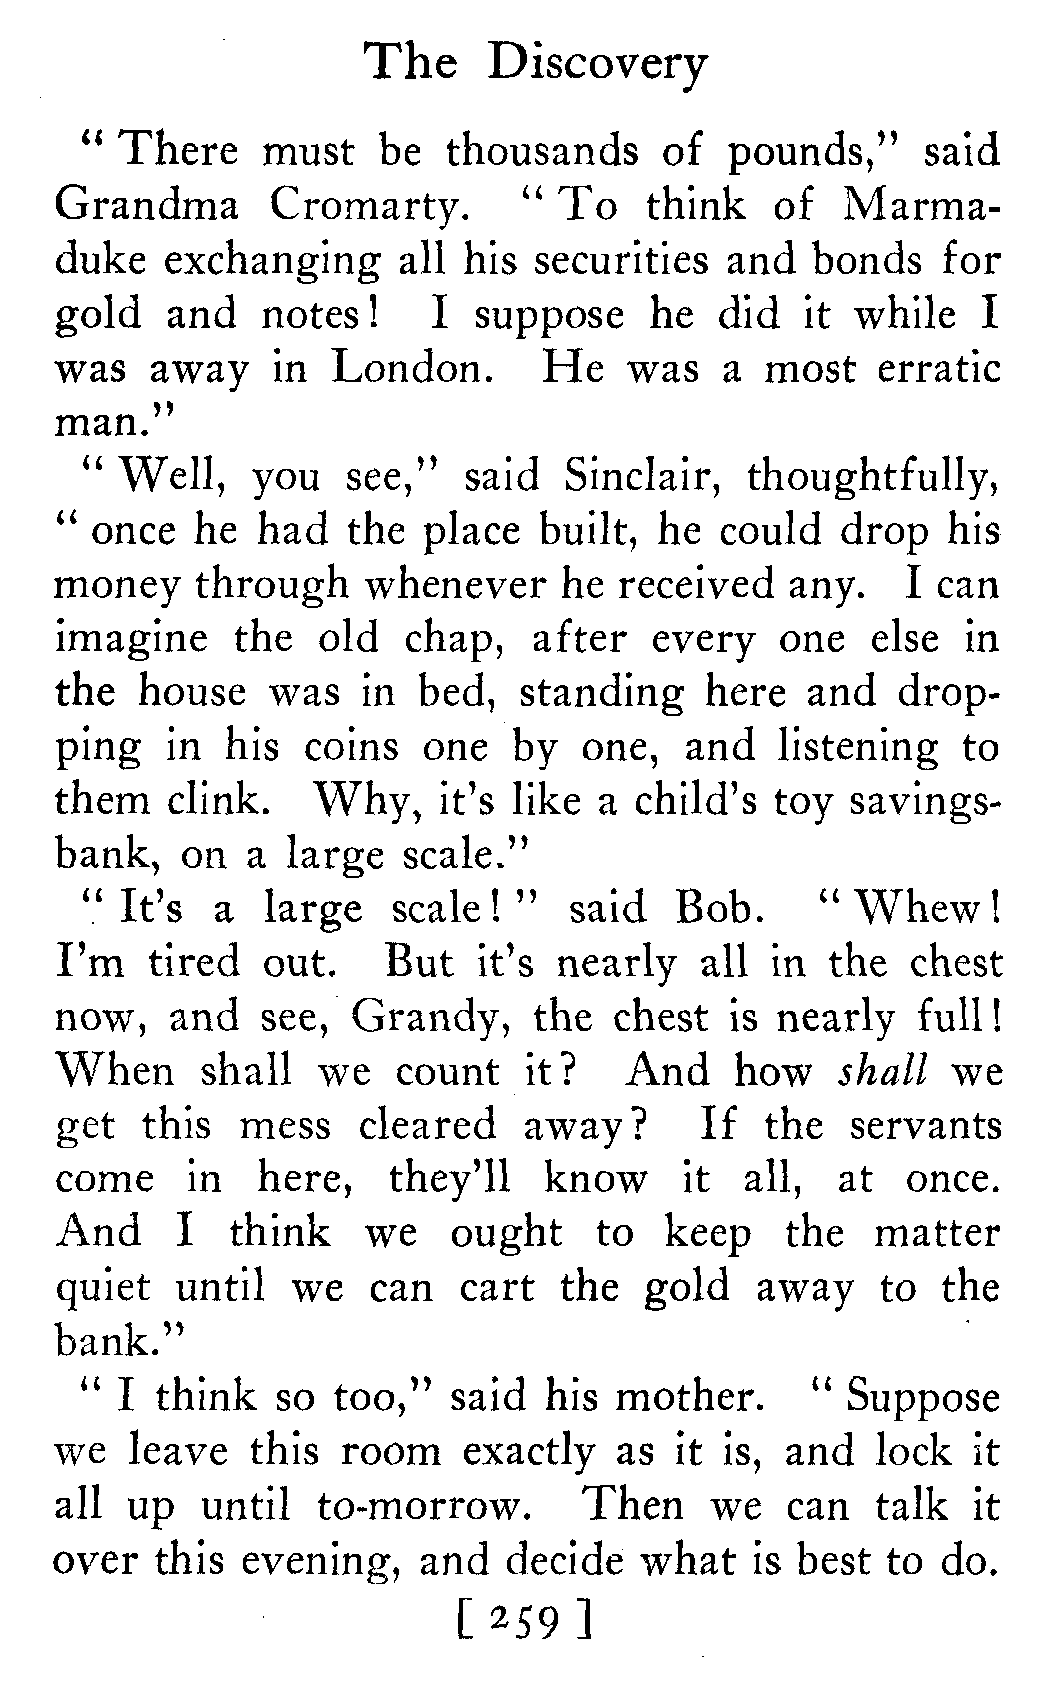 The Discovery
“ There must be thousands of pounds,” said
Grandma Cromarty. “ To think of Marma-
duke exchanging all his securities and bonds for
gold and notes! I suppose he did it while I
was away in London. He was a most erratic
man.”
“ Well, you see,” said Sinclair, thoughtfully,
“ once he had the place built, he could drop his
money through whenever he received any. I can
imagine the old chap, after every one else in
the house was in bed, standing here and drop-
ping in his coins one by one, and listening to
them clink. Why, it’s like a child’s toy savings-
bank, on a large scale.”
“ It’s a large scale! ” said Bob. “ Whew!
I’m tired out. But it’s nearly all in the chest
now, and see, Grandy, the chest is nearly full!
When shall we count it? And how shall we
get this mess cleared away? If the servants
come in here, they’ll know it all, at once.
And I think we ought to keep the matter
quiet until we can cart the gold away to the
bank.”
“ I think so too,” said his mother. “ Suppose
we leave this room exactly as it is, and lock it
all up until to-morrow. Then we can talk it
over this evening, and decide what is best to do.
[ 259 ]